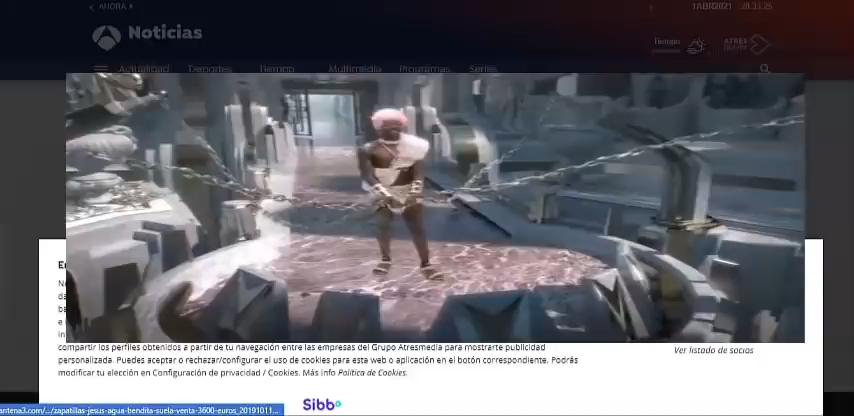 AHORA
1ABR2021
Noticias
Tiempo
ATRES
Actualidad Deportes Tiempo Multimedia Programas Series
compartir los perfiles obtenidos a partir de tu navegación entre las empresas del Grupo Atresmedia para mostrarte publicidad
personalizada. Puedes aceptar o rechazar/configurar el uso de cookies para esta web o aplicación en el botón correspondiente. Podrás
modificar tu elección en Configuración de privacidad / Cookies. Más info Política de Cookies.
Ver listado de socios
Sibbo
antena3.com/.../zapatillas-jesus-agua-bendita-suela-venta-3600-euros_20191011...